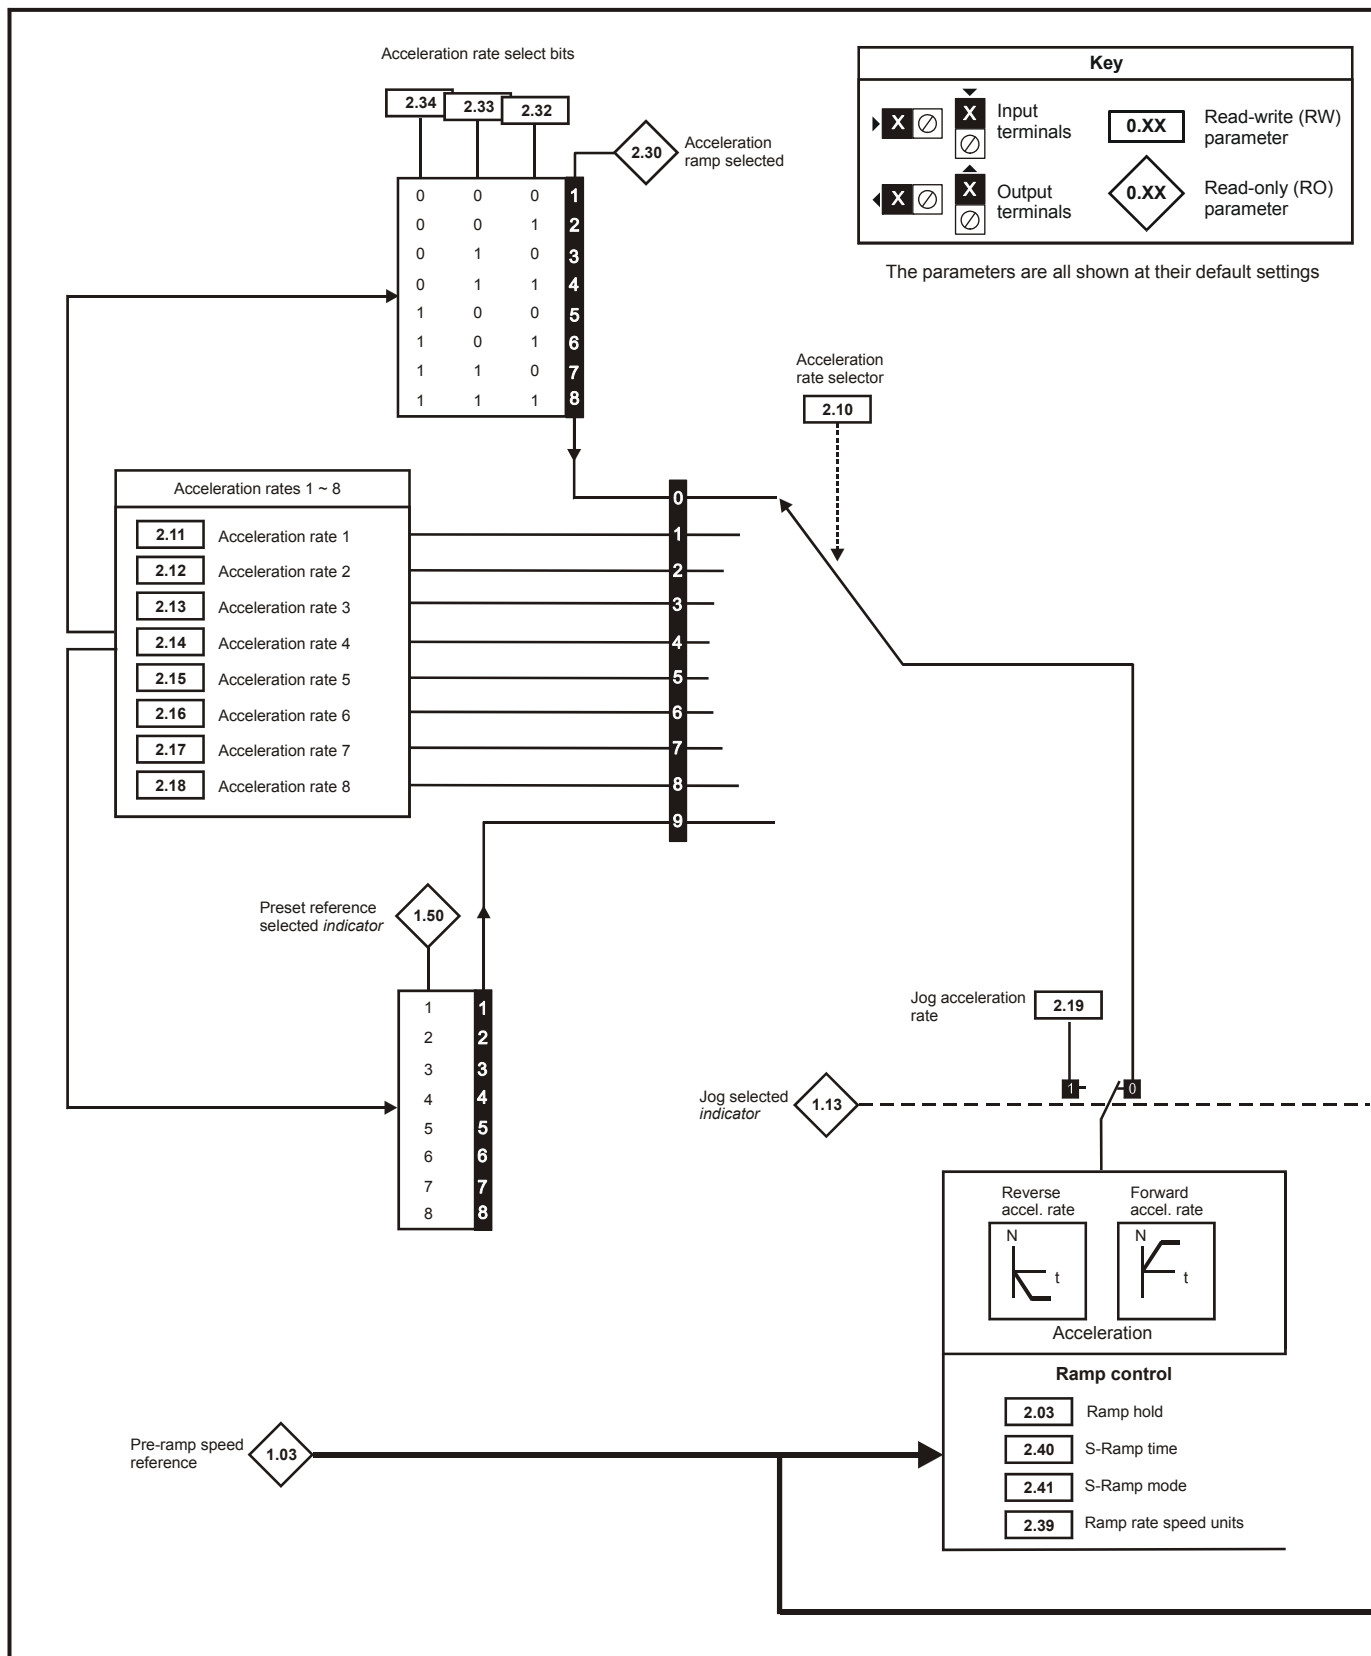 Acceleration rate select bits
2.34 2.33 2.32
2.30
Acceleration
ramp selected
0 0 0 1
0 0 1 2
0 1 0 3
0 1 1 4
1 0 0 5
1 0 1 6
1 1 0 7
1 1 1 8
Key
X X Input
terminals
0.XX Read-write (RW)
parameter
X X Output
terminals
0.XX Read-only (RO)
parameter
The parameters are all shown at their default settings
Acceleration
rate selector
2.10
Acceleration rates 1 ~ 8
2.11 Acceleration rate 1
2.12 Acceleration rate 2
2.13 Acceleration rate 3
2.14 Acceleration rate 4
2.15 Acceleration rate 5
2.16 Acceleration rate 6
2.17 Acceleration rate 7
2.18 Acceleration rate 8
0
1
2
3
4
5
6
7
8
9
Preset reference
selected indicator
1.50
1 1
2 2
3 3
4 4
5 5
6 6
7 7
8 8
Jog acceleration
rate
2.19
1 0
Jog selected
indicator
1.13
Reverse
accel. rate
N
t
Forward
accel. rate
N
t
Acceleration
Ramp control
2.03 Ramp hold
2.40 S-Ramp time
2.41 S-Ramp mode
2.39 Ramp rate speed units
Pre-ramp speed
reference
1.03